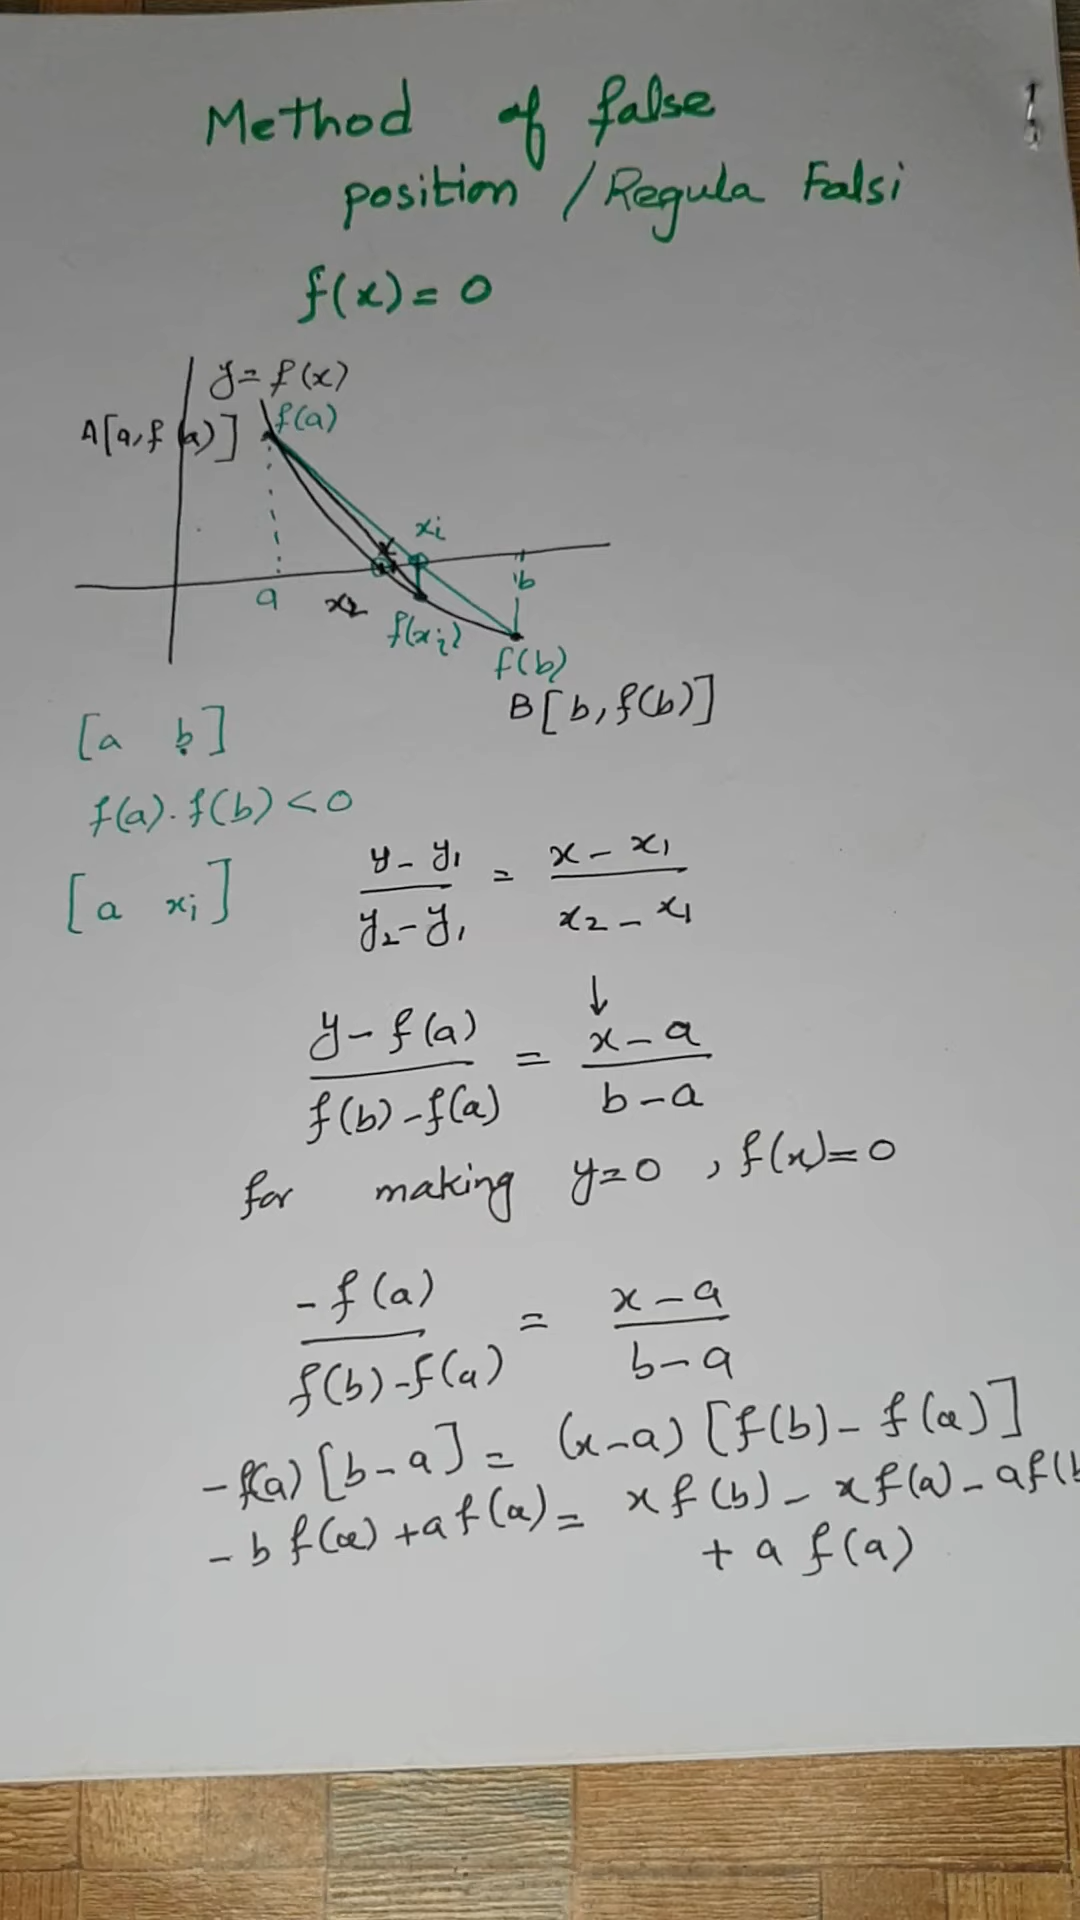 Method of false
position / Regula Falsi
f(x) = 0
y = f(x)
A[a, f(a)]
f(a)
xi
a
x2
b
f(xi)
f(b)
B[b, f(b)]
[a b]
f(a). f(b) < 0
[a xi]
y - y1 / y2 - y1 = x - x1 / x2 - x1
↓
y - f(a) / f(b) - f(a) = x - a / b - a
for making y=0 , f(x)=0
- f(a) / f(b) - f(a) = x - a / b - a
- f(a) [b - a] = (x - a) [f(b) - f(a)]
- b f(a) + a f(a) = x f(b) - x f(a) - a f(b
+ a f(a)